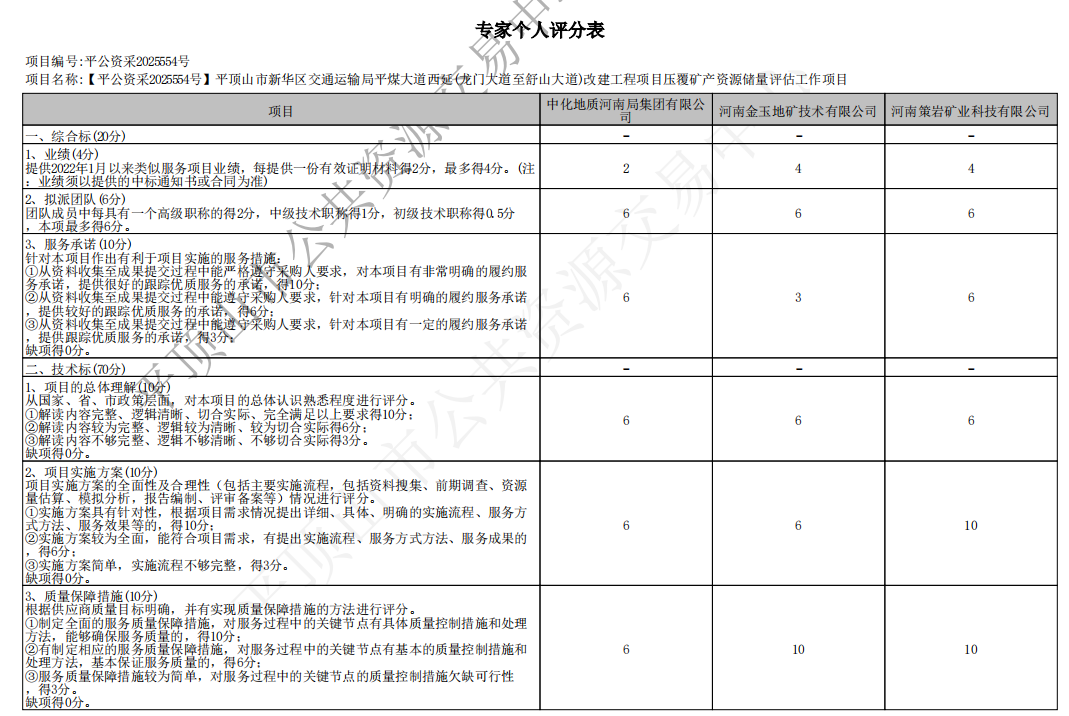 专家个人评分表
项目编号:平公资采2025554号
项目名称:【平公资采2025554号】平顶山市新华区交通运输局平煤大道西延(龙门大道至舒山大道)改建工程项目压覆矿产资源储量评估工作项目
项目
中化地质河南局集团有限公
司
河南金玉地矿技术有限公司
河南策岩矿业科技有限公司
一、综合标(20分)
- - -
1、业绩(4分)
提供2022年1月以来类似服务项目业绩，每提供一份有效证明材料得2分，最多得4分。(注
：业绩须以提供的中标通知书或合同为准)
2 4 4
2、拟派团队(6分)
团队成员中每具有一个高级职称的得2分，中级技术职称得1分，初级技术职称得0.5分
，本项最多得6分。
6 6 6
3、服务承诺(10分)
针对本项目作出有利于项目实施的服务措施：
①从资料收集至成果提交过程中能严格遵守采购人要求，对本项目有非常明确的履约服
务承诺，提供很好的跟踪优质服务的承诺，得10分；
②从资料收集至成果提交过程中能遵守采购人要求，针对本项目有明确的履约服务承诺
，提供较好的跟踪优质服务的承诺，得6分；
③从资料收集至成果提交过程中能遵守采购人要求，针对本项目有一定的履约服务承诺
，提供跟踪优质服务的承诺，得3分；
缺项得0分。
6 3 6
二、技术标(70分)
- - -
1、项目的总体理解(10分)
从国家、省、市政策层面，对本项目的总体认识熟悉程度进行评分。
①解读内容完整、逻辑清晰、切合实际、完全满足以上要求得10分；
②解读内容较为完整、逻辑较为清晰、较为切合实际得6分；
③解读内容不够完整、逻辑不够清晰、不够切合实际得3分。
缺项得0分。
6 6 6
2、项目实施方案(10分)
项目实施方案的全面性及合理性（包括主要实施流程，包括资料搜集、前期调查、资源
量估算、模拟分析，报告编制、评审备案等）情况进行评分。
①实施方案具有针对性，根据项目需求情况提出详细、具体、明确的实施流程、服务方
式方法、服务效果等的，得10分；
②实施方案较为全面，能符合项目需求，有提出实施流程、服务方式方法、服务成果的
，得6分；
③实施方案简单，实施流程不够完整，得3分。
缺项得0分。
6 6 10
3、质量保障措施(10分)
根据供应商质量目标明确，并有实现质量保障措施的方法进行评分。
①制定全面的服务质量保障措施，对服务过程中的关键节点有具体质量控制措施和处理
方法，能够确保服务质量的，得10分；
②有制定相应的服务质量保障措施，对服务过程中的关键节点有基本的质量控制措施和
处理方法，基本保证服务质量的，得6分；
③服务质量保障措施较为简单，对服务过程中的关键节点的质量控制措施欠缺可行性
，得3分。
缺项得0分。
6 10 10
平顶山市公共资源交易中
平顶山市公共资源交易中